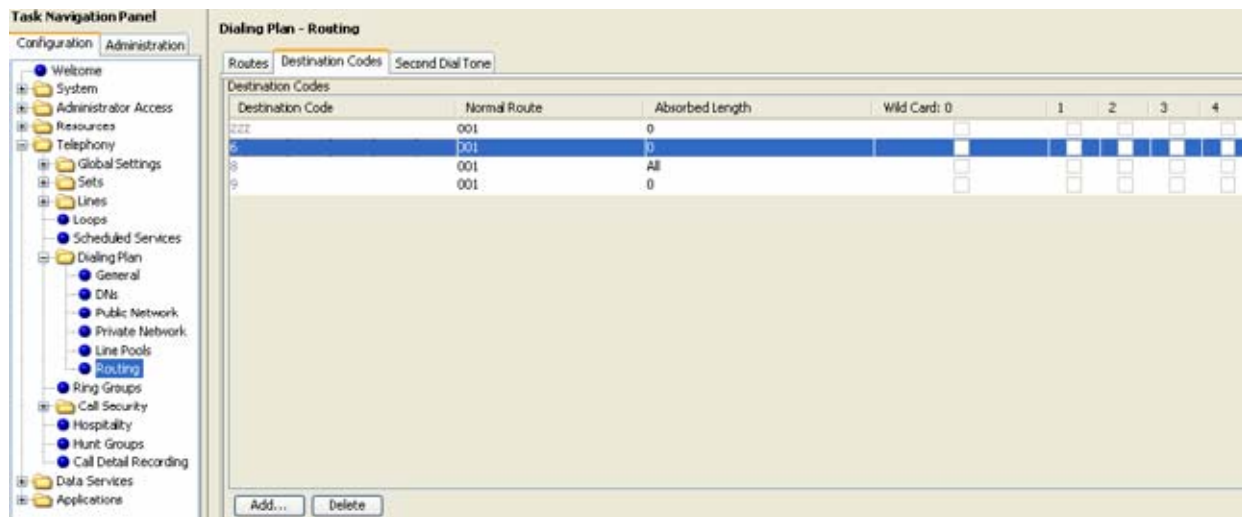 Task Navigation Panel
Configuration Administration
Welcome
System
Administrator Access
Resources
Telephony
Global Settings
Sets
Lines
Loops
Scheduled Services
Dialing Plan
General
DNs
Public Network
Private Network
Line Pools
Routing
Ring Groups
Call Security
Hospitality
Hunt Groups
Call Detail Recording
Data Services
Applications
Dialing Plan - Routing
Routes Destination Codes Second Dial Tone
Destination Codes
Destination Code Normal Route Absorbed Length Wild Card: 0 1 2 3 4
zzz 001 0
6 001 0
8 001 All
9 001 0
Add... Delete